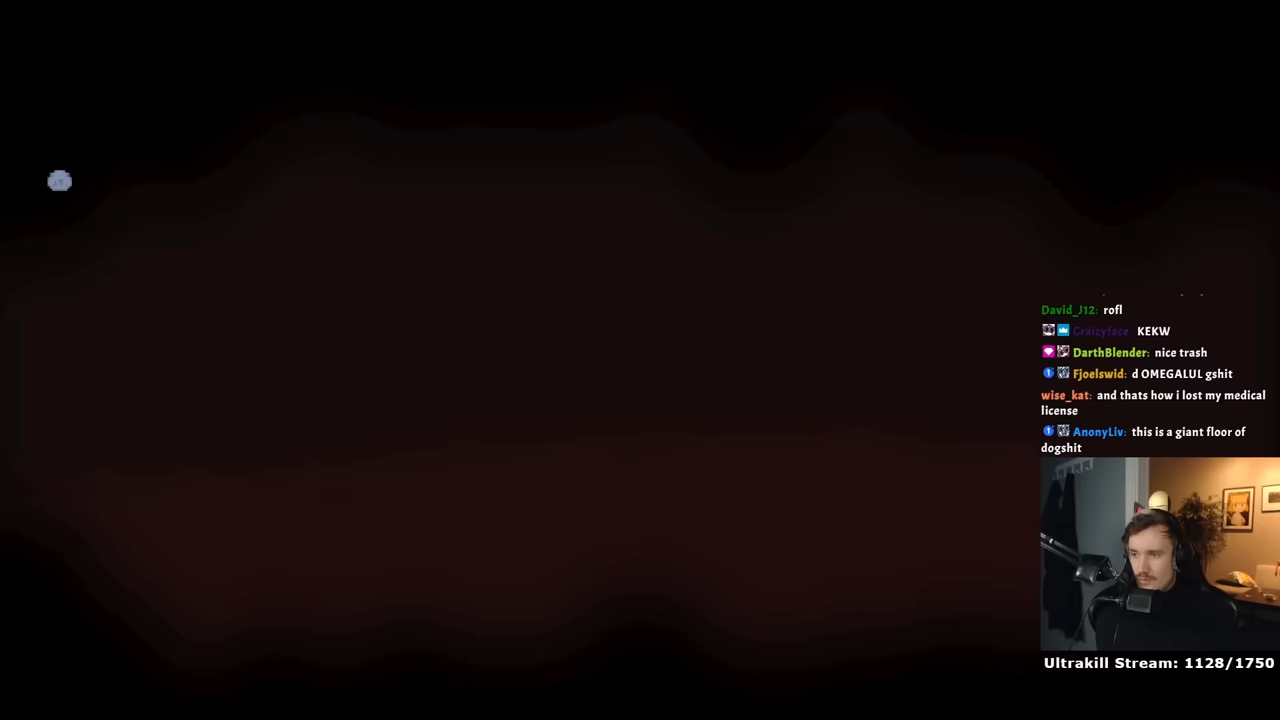 David_J12: rofl
Craizyface: KEKW
DarthBlender: nice trash
Fjoelswid: d OMEGALUL gshit
wise_kat: and thats how i lost my medical
license
AnonyLiv: this is a giant floor of
dogshit
Ultrakill Stream: 1128/1750